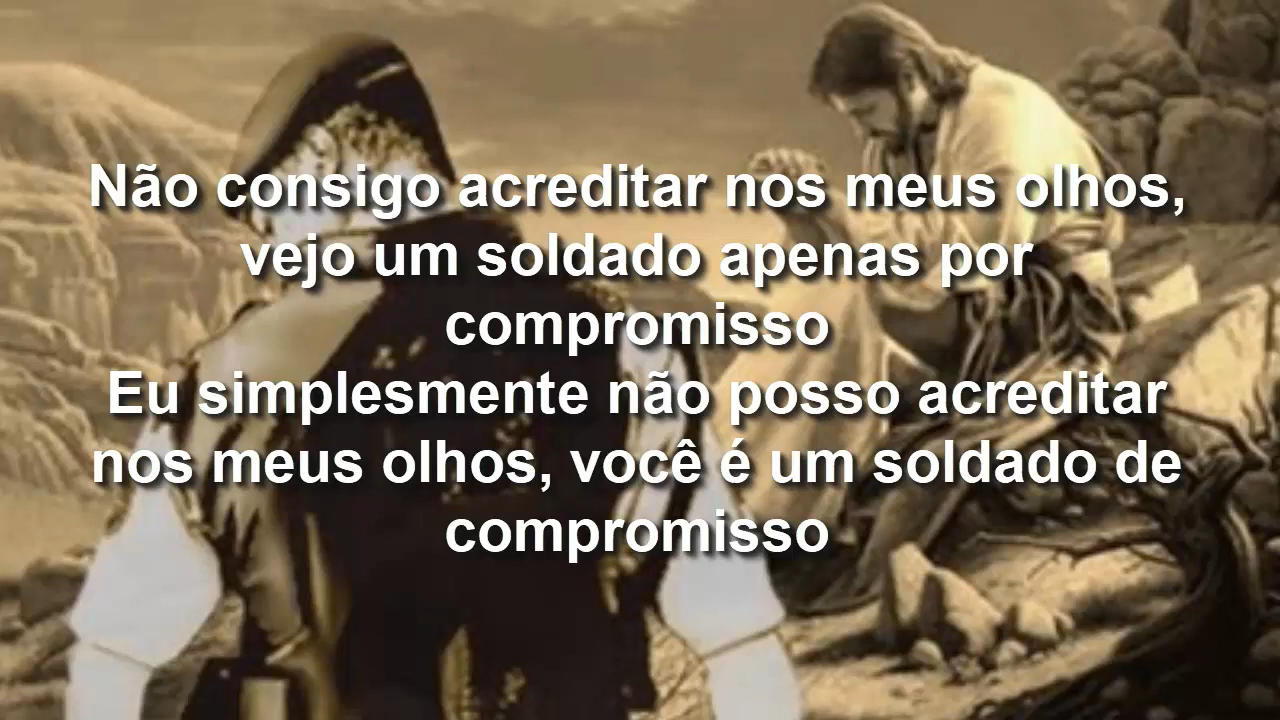 Não consigo acreditar nos meus olhos,
vejo um soldado apenas por
compromisso
Eu simplesmente não posso acreditar
nos meus olhos, você é um soldado de
compromisso